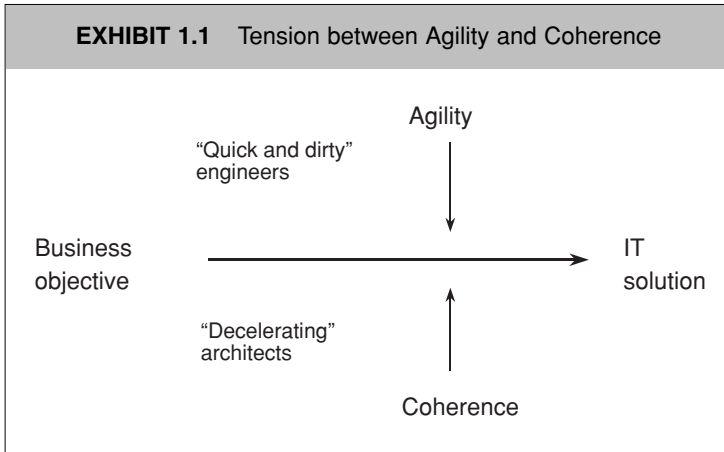 EXHIBIT 1.1 Tension between Agility and Coherence
Agility
“Quick and dirty”
engineers
Business
objective
IT
solution
“Decelerating”
architects
Coherence